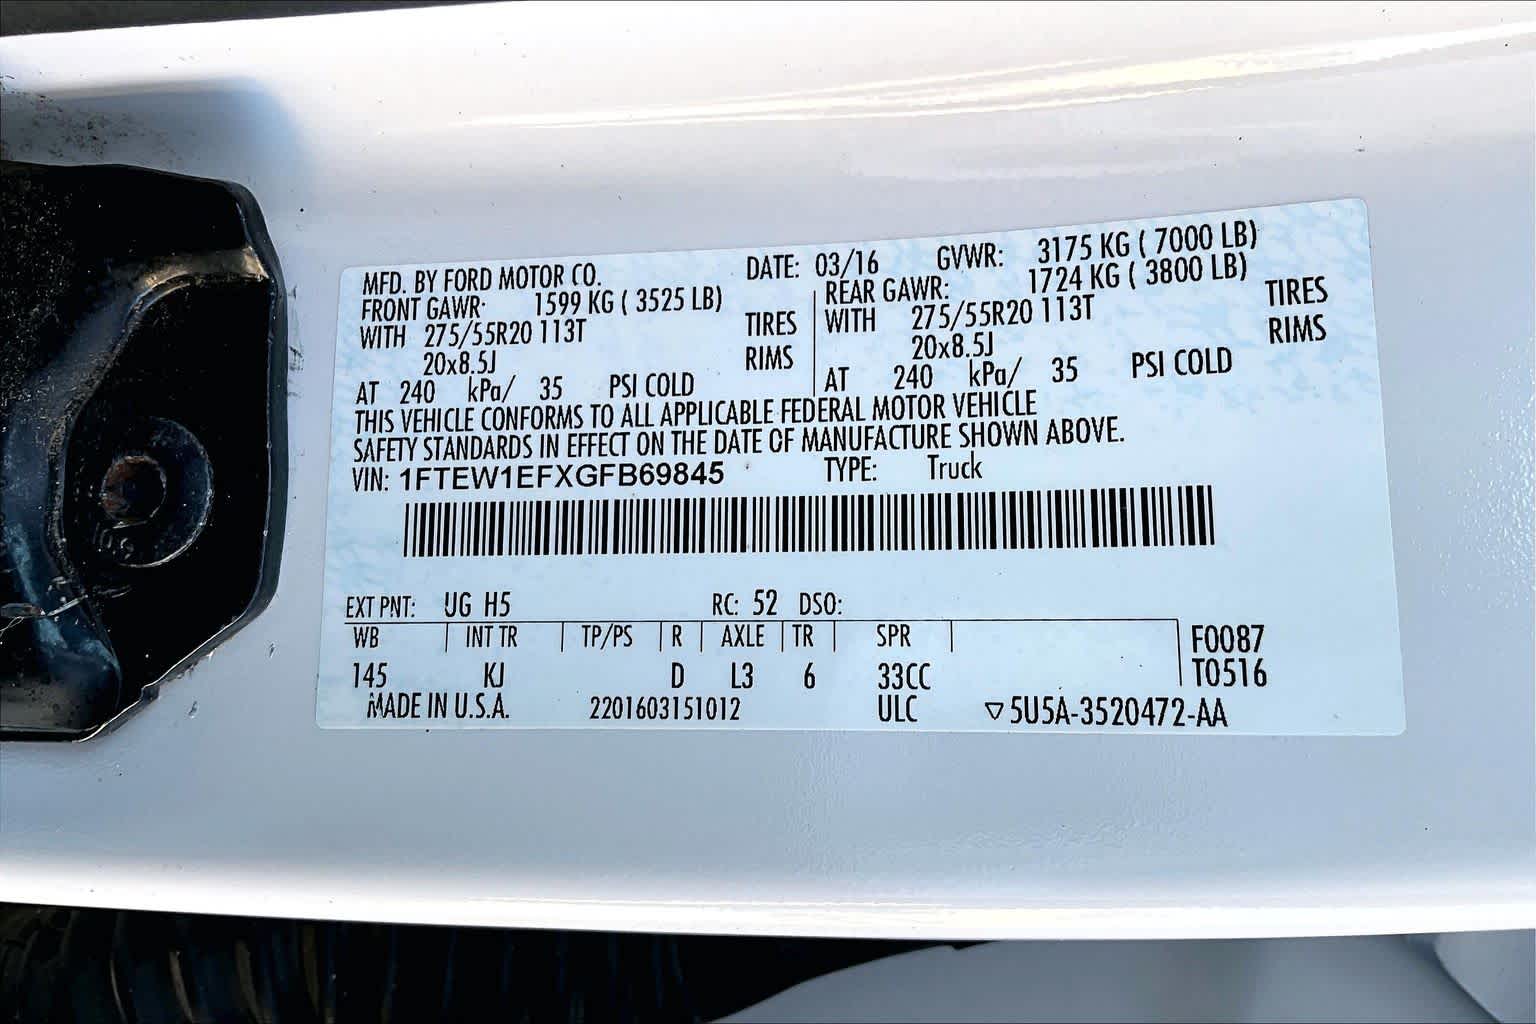 MFD. BY FORD MOTOR CO. DATE: 03/16 GVWR: 3175 KG ( 7000 LB)
FRONT GAWR: 1599 KG ( 3525 LB) REAR GAWR: 1724 KG ( 3800 LB)
WITH 275/55R20 113T TIRES WITH 275/55R20 113T TIRES
20x8.5J RIMS 20x8.5J RIMS
AT 240 kPa/ 35 PSI COLD AT 240 kPa/ 35 PSI COLD
THIS VEHICLE CONFORMS TO ALL APPLICABLE FEDERAL MOTOR VEHICLE
SAFETY STANDARDS IN EFFECT ON THE DATE OF MANUFACTURE SHOWN ABOVE.
VIN: 1FTEW1EFXGFB69845 TYPE: Truck
EXT PNT: UG H5 RC: 52 DSO:
WB INT TR TP/PS R AXLE TR SPR F0087
145 KJ D L3 6 33CC T0516
MADE IN U.S.A. 2201603151012 ULC ▽5U5A-3520472-AA